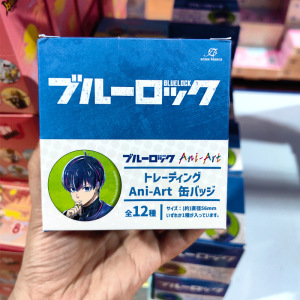 ブルーロック
BLUELOCK
ブルーロック Ani-Art
トレーディング
Ani-Art 缶バッジ
全12種
サイズ：(約)直径56mm
いずれか1種が入っています。